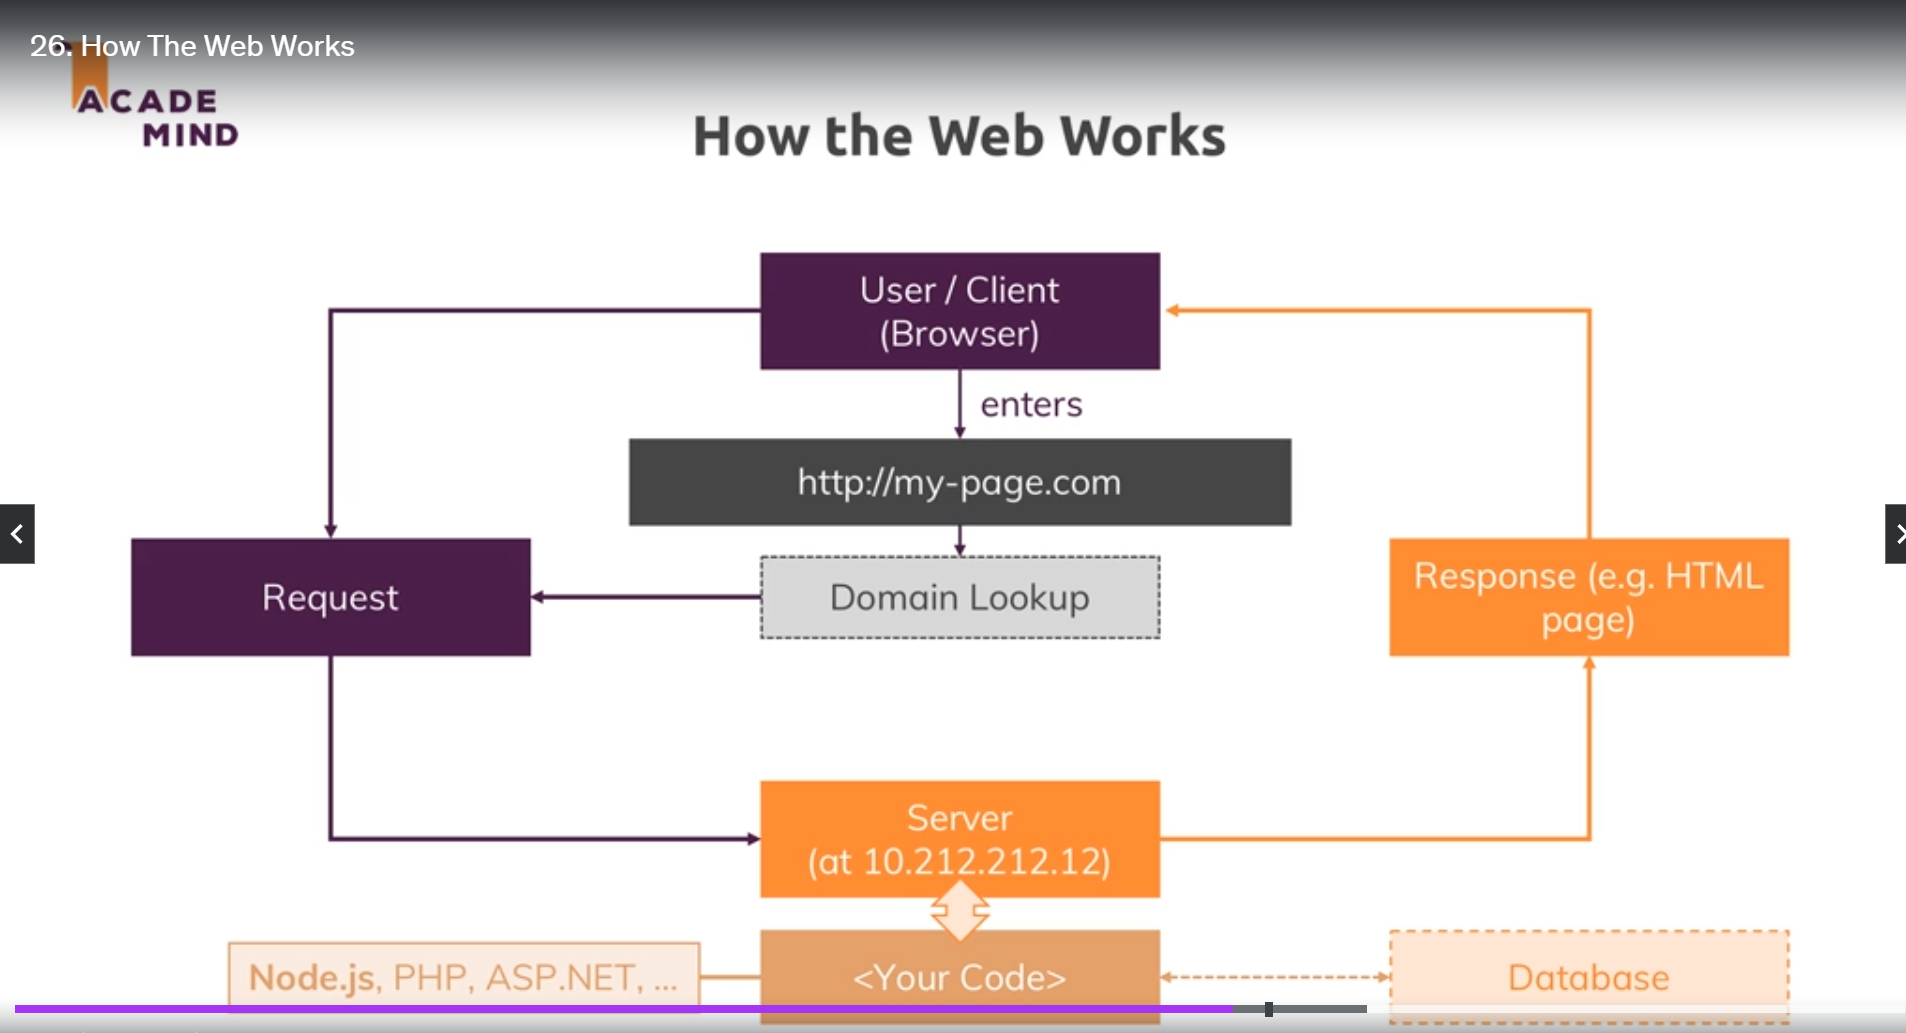 26. How The Web Works
ACADE
MIND
How the Web Works
User / Client
(Browser)
enters
http://my-page.com
Request
Domain Lookup
Response (e.g. HTML
page)
Server
(at 10.212.212.12)
Node.js, PHP, ASP.NET, ...
<Your Code>
Database